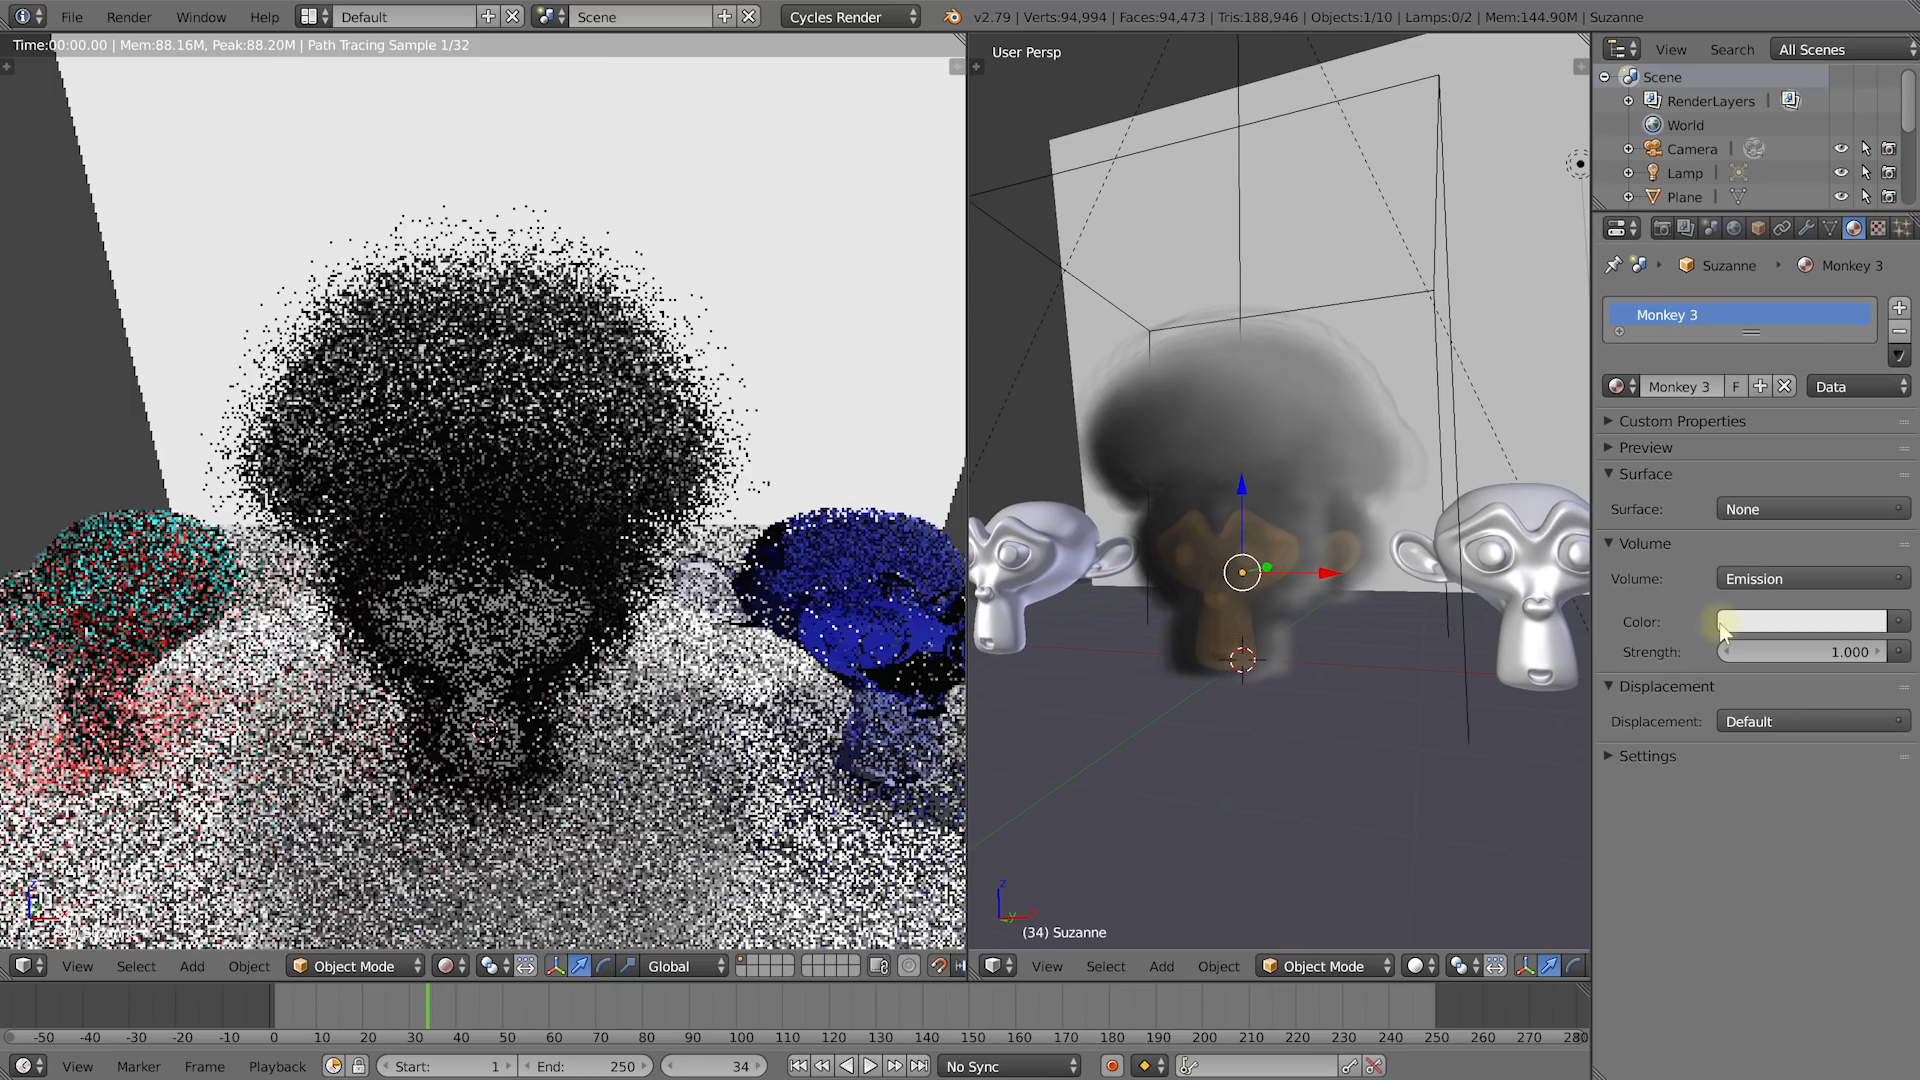 File Render Window Help Default Scene Cycles Render v2.79 | Verts:94,994 | Faces:94,473 | Tris:188,946 | Objects:1/10 | Lamps:0/2 | Mem:144.90M | Suzanne
Time:00:00.00 | Mem:88.16M, Peak:88.20M | Path Tracing Sample 1/32
User Persp
View Search All Scenes
Scene
RenderLayers
World
Camera
Lamp
Plane
Suzanne Monkey 3
Monkey 3
Monkey 3 F Data
Custom Properties
Preview
Surface
Surface: None
Volume
Volume: Emission
Color:
Strength: 1.000
Displacement
Displacement: Default
Settings
z
y
(34) Suzanne
View Select Add Object Object Mode Global
View Select Add Object Object Mode
-50 -40 -30 -20 -10 0 10 20 30 40 50 60 70 80 90 100 110 120 130 140 150 160 170 180 190 200 210 220 230 240 250 260 270 280
View Marker Frame Playback Start: 1 End: 250 34 No Sync